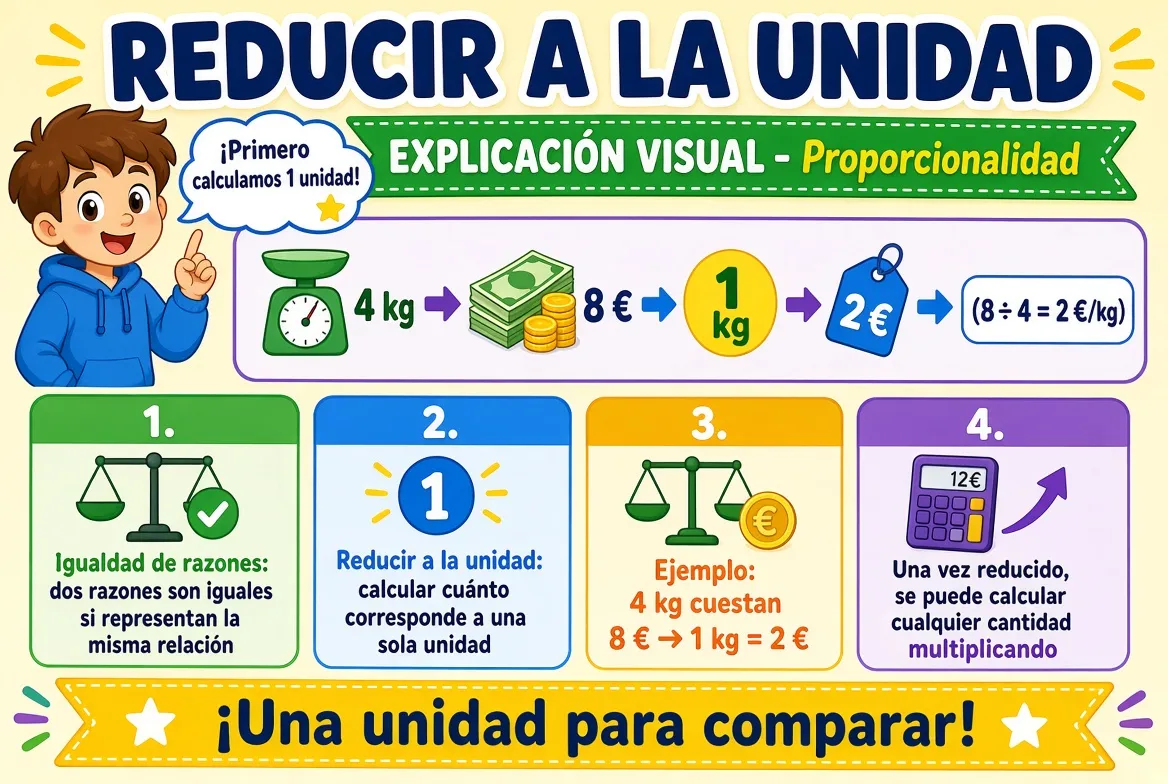 REDUCIR A LA UNIDAD
¡Primero
calculamos 1 unidad!
EXPLICACIÓN VISUAL - Proporcionalidad
4 kg
8 €
1
kg
2 €
(8 ÷ 4 = 2 €/kg)
1.
Igualdad de razones:
dos razones son iguales
si representan la
misma relación
2.
1
Reducir a la unidad:
calcular cuánto
corresponde a una
sola unidad
3.
€
Ejemplo:
4 kg cuestan
8 € → 1 kg = 2 €
4.
12€
Una vez reducido,
se puede calcular
cualquier cantidad
multiplicando
¡Una unidad para comparar!